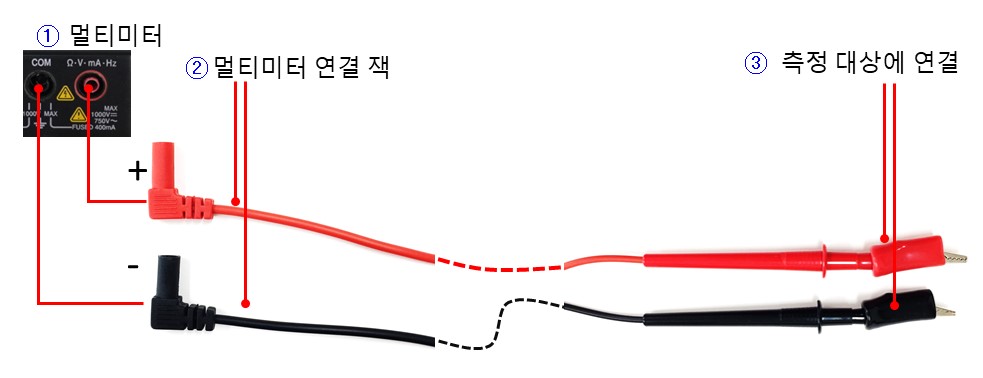 ① 멀티미터
COM Ω·V·mA·Hz
② 멀티미터 연결 잭
③ 측정 대상에 연결
1000V MAX
MAX
1000V
750V
FUSED 400mA
+
-